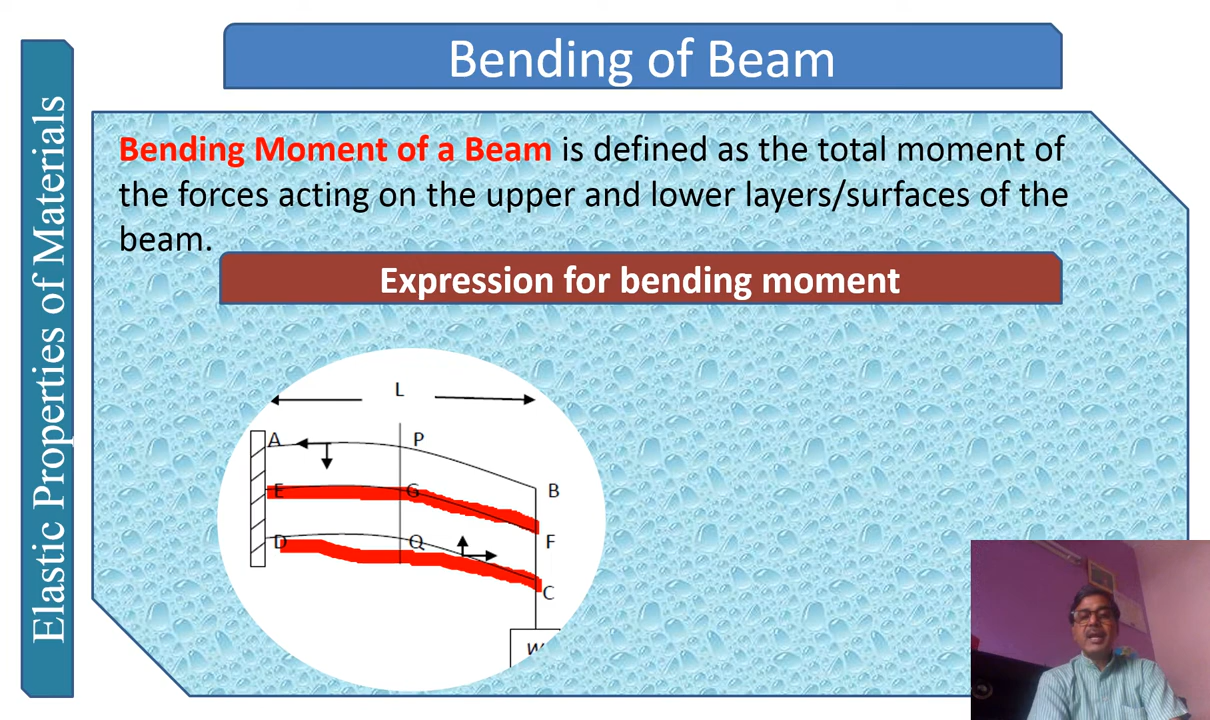 Bending of Beam
Elastic Properties of Materials
Bending Moment of a Beam is defined as the total moment of
the forces acting on the upper and lower layers/surfaces of the
beam.
Expression for bending moment
L
A P
E G B
D Q F
C
W